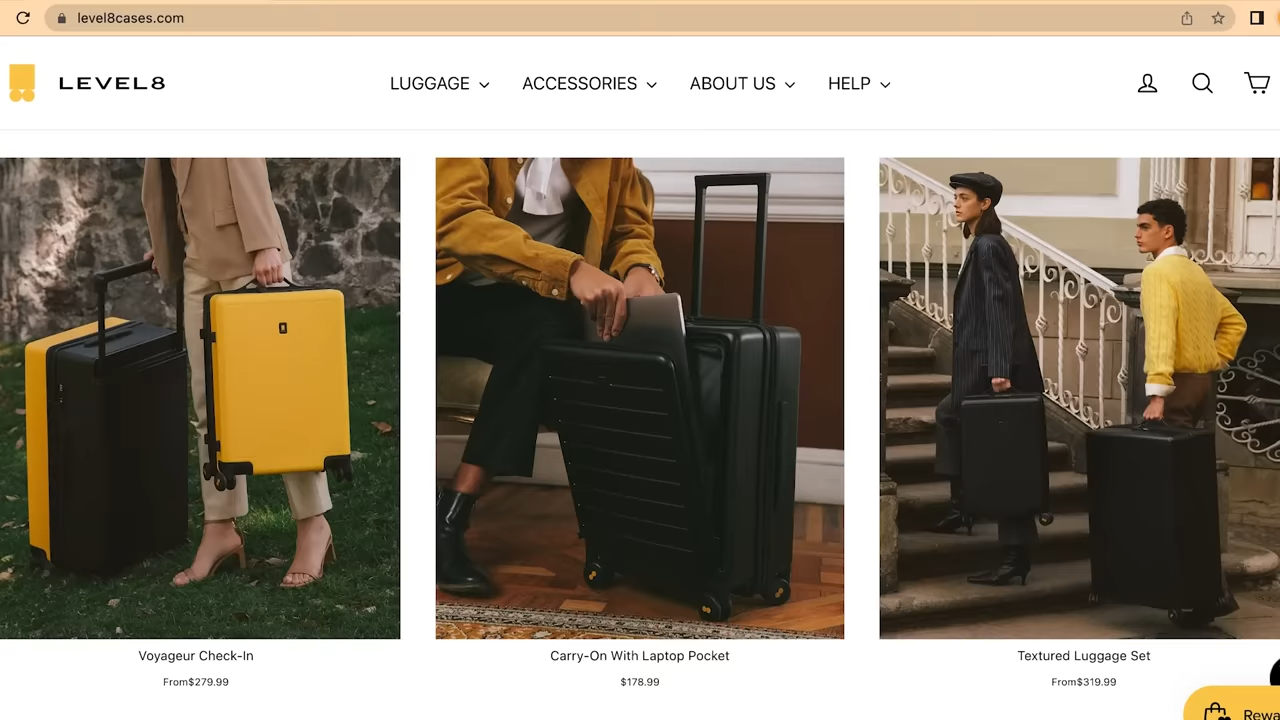 level8cases.com
LEVEL8
LUGGAGE
ACCESSORIES
ABOUT US
HELP
Voyageur Check-In
From$279.99
Carry-On With Laptop Pocket
$178.99
Textured Luggage Set
From$319.99
Rewa